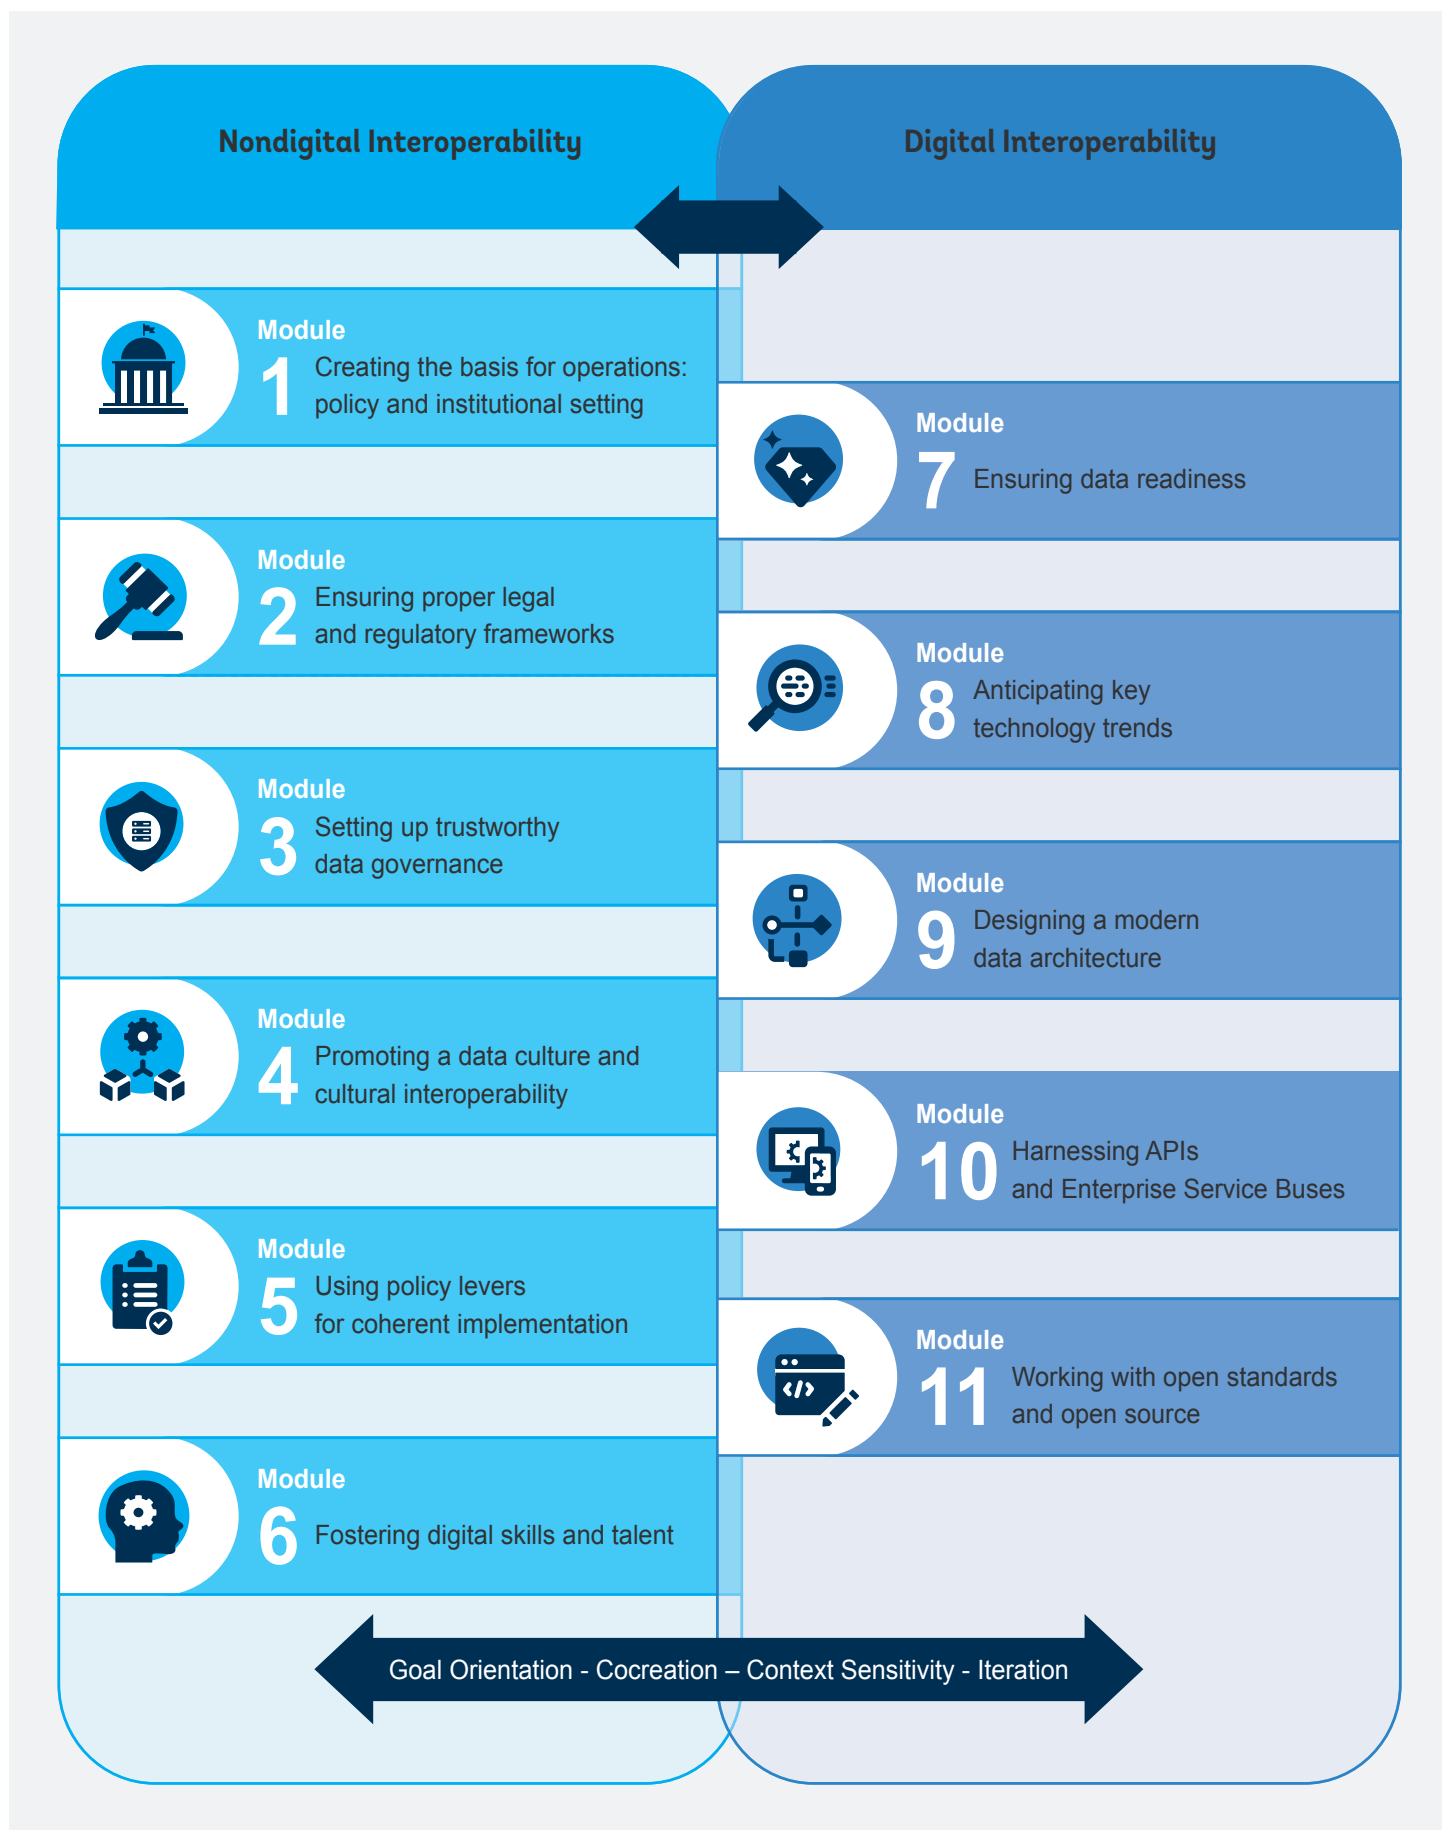 Nondigital Interoperability
Digital Interoperability
Module
1
Creating the basis for operations:
policy and institutional setting
Module
2
Ensuring proper legal
and regulatory frameworks
Module
3
Setting up trustworthy
data governance
Module
4
Promoting a data culture and
cultural interoperability
Module
5
Using policy levers
for coherent implementation
Module
6
Fostering digital skills and talent
Module
7
Ensuring data readiness
Module
8
Anticipating key
technology trends
Module
9
Designing a modern
data architecture
Module
10
Harnessing APIs
and Enterprise Service Buses
Module
11
Working with open standards
and open source
Goal Orientation - Cocreation – Context Sensitivity - Iteration